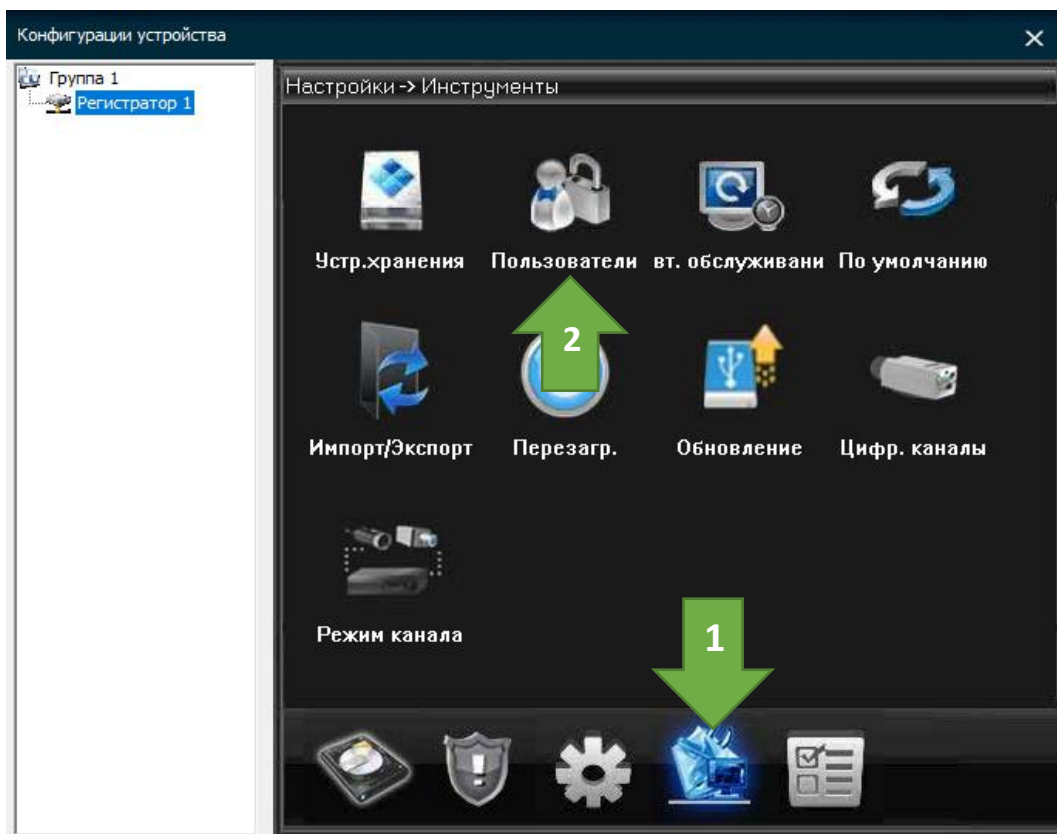 Конфигурации устройства
Группа 1
Регистратор 1
Настройки -> Инструменты
Устр.хранения Пользователи вт. обслуживани По умолчанию
2
Импорт/Экспорт Перезагр. Обновление Цифр. каналы
Режим канала
1